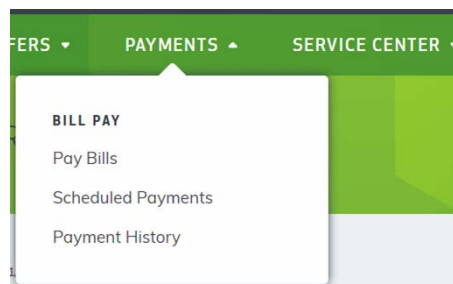 FERS PAYMENTS SERVICE CENTER
BILL PAY
Pay Bills
Scheduled Payments
Payment History